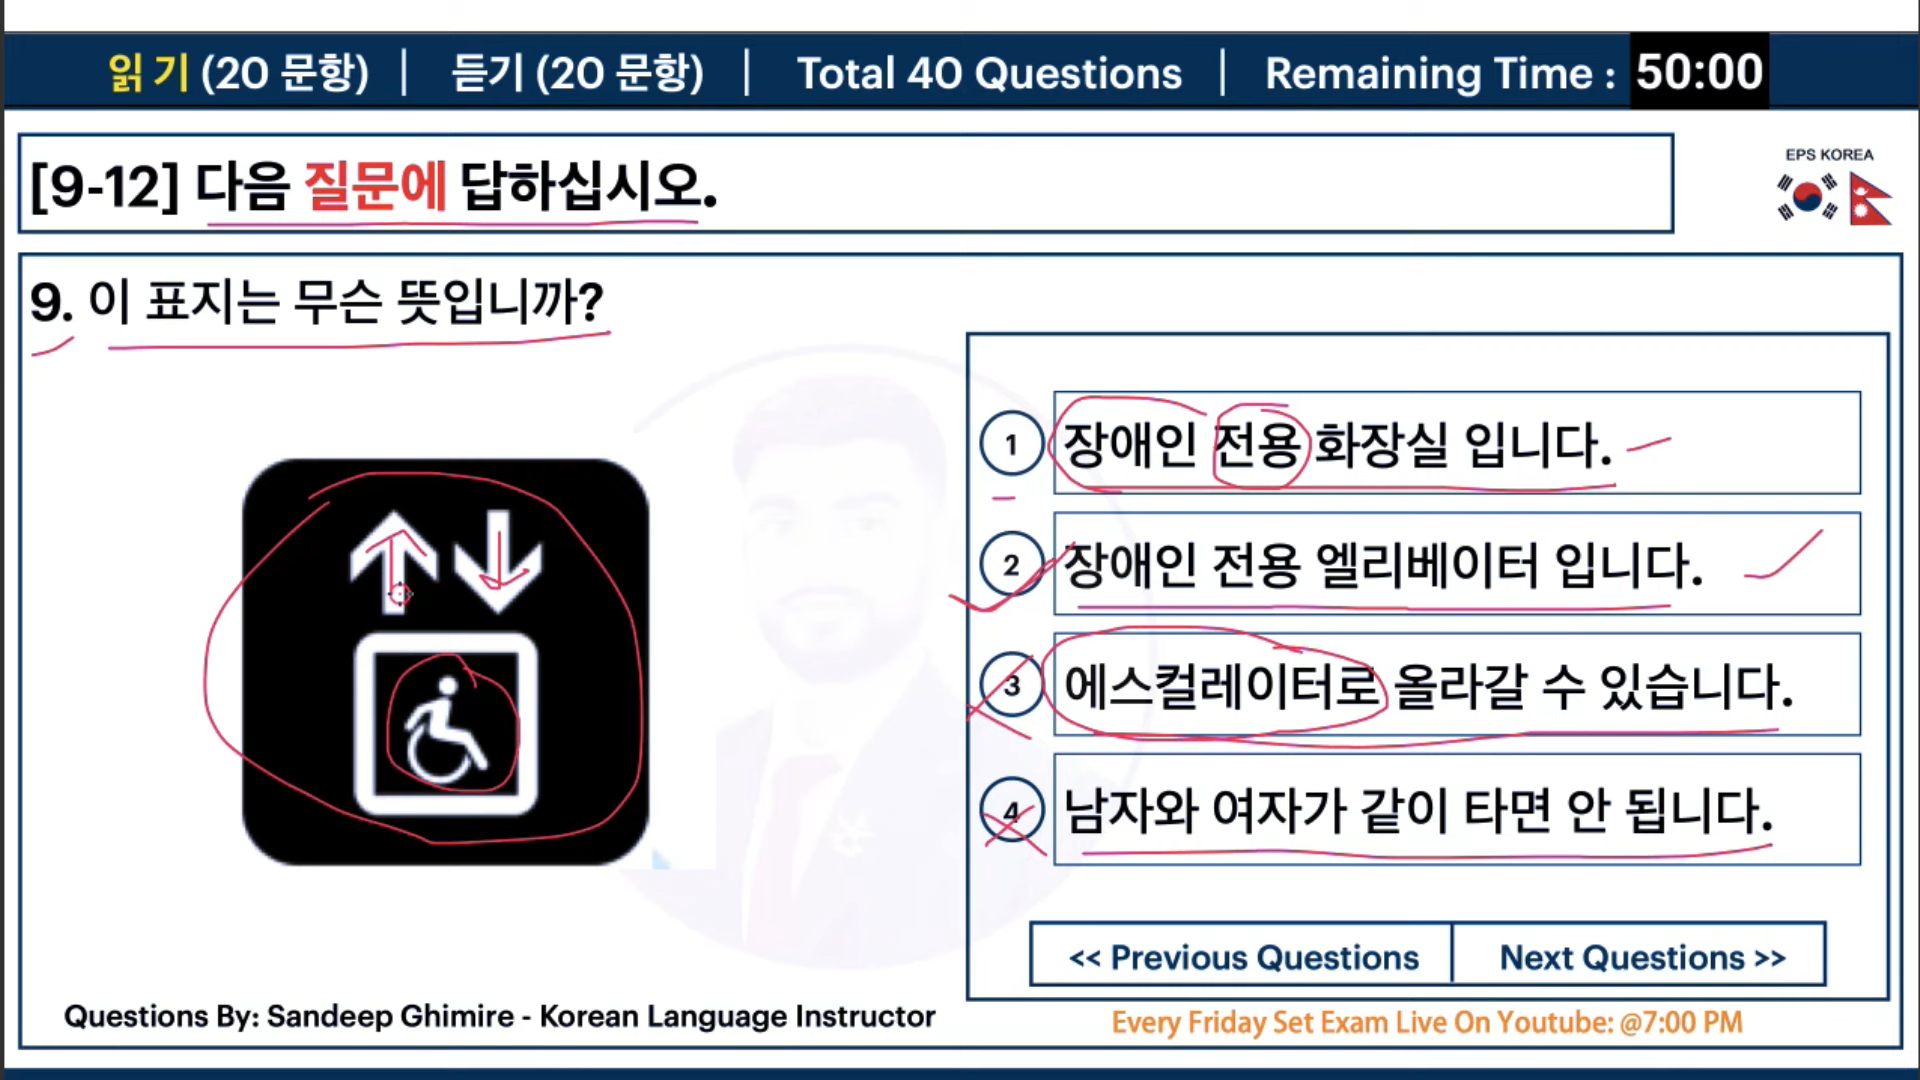 읽 기 (20 문항) | 듣기 (20 문항) | Total 40 Questions | Remaining Time : 50:00
[9-12] 다음 질문에 답하십시오.
EPS KOREA
9. 이 표지는 무슨 뜻입니까?
1 장애인 전용 화장실 입니다.
2 장애인 전용 엘리베이터 입니다.
3 에스컬레이터로 올라갈 수 있습니다.
4 남자와 여자가 같이 타면 안 됩니다.
<< Previous Questions
Next Questions >>
Questions By: Sandeep Ghimire - Korean Language Instructor
Every Friday Set Exam Live On Youtube: @7:00 PM